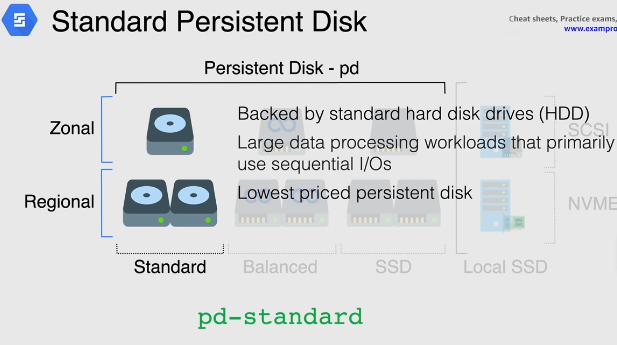 Standard Persistent Disk
Cheat sheets, Practice exams,
www.exampro
Persistent Disk - pd
Zonal
Backed by standard hard disk drives (HDD)
SCSI
Large data processing workloads that primarily
use sequential I/Os
Regional
Lowest priced persistent disk
NVME
Standard
Balanced
SSD
Local SSD
pd-standard